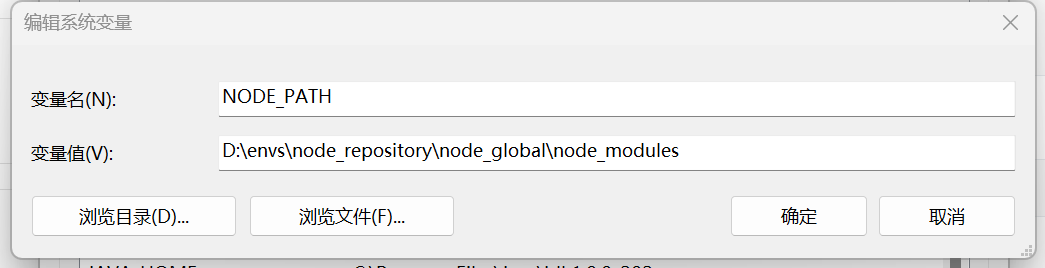 编辑系统变量
变量名(N):
NODE_PATH
变量值(V):
D:\envs\node_repository\node_global\node_modules
浏览目录(D)...
浏览文件(F)...
确定
取消